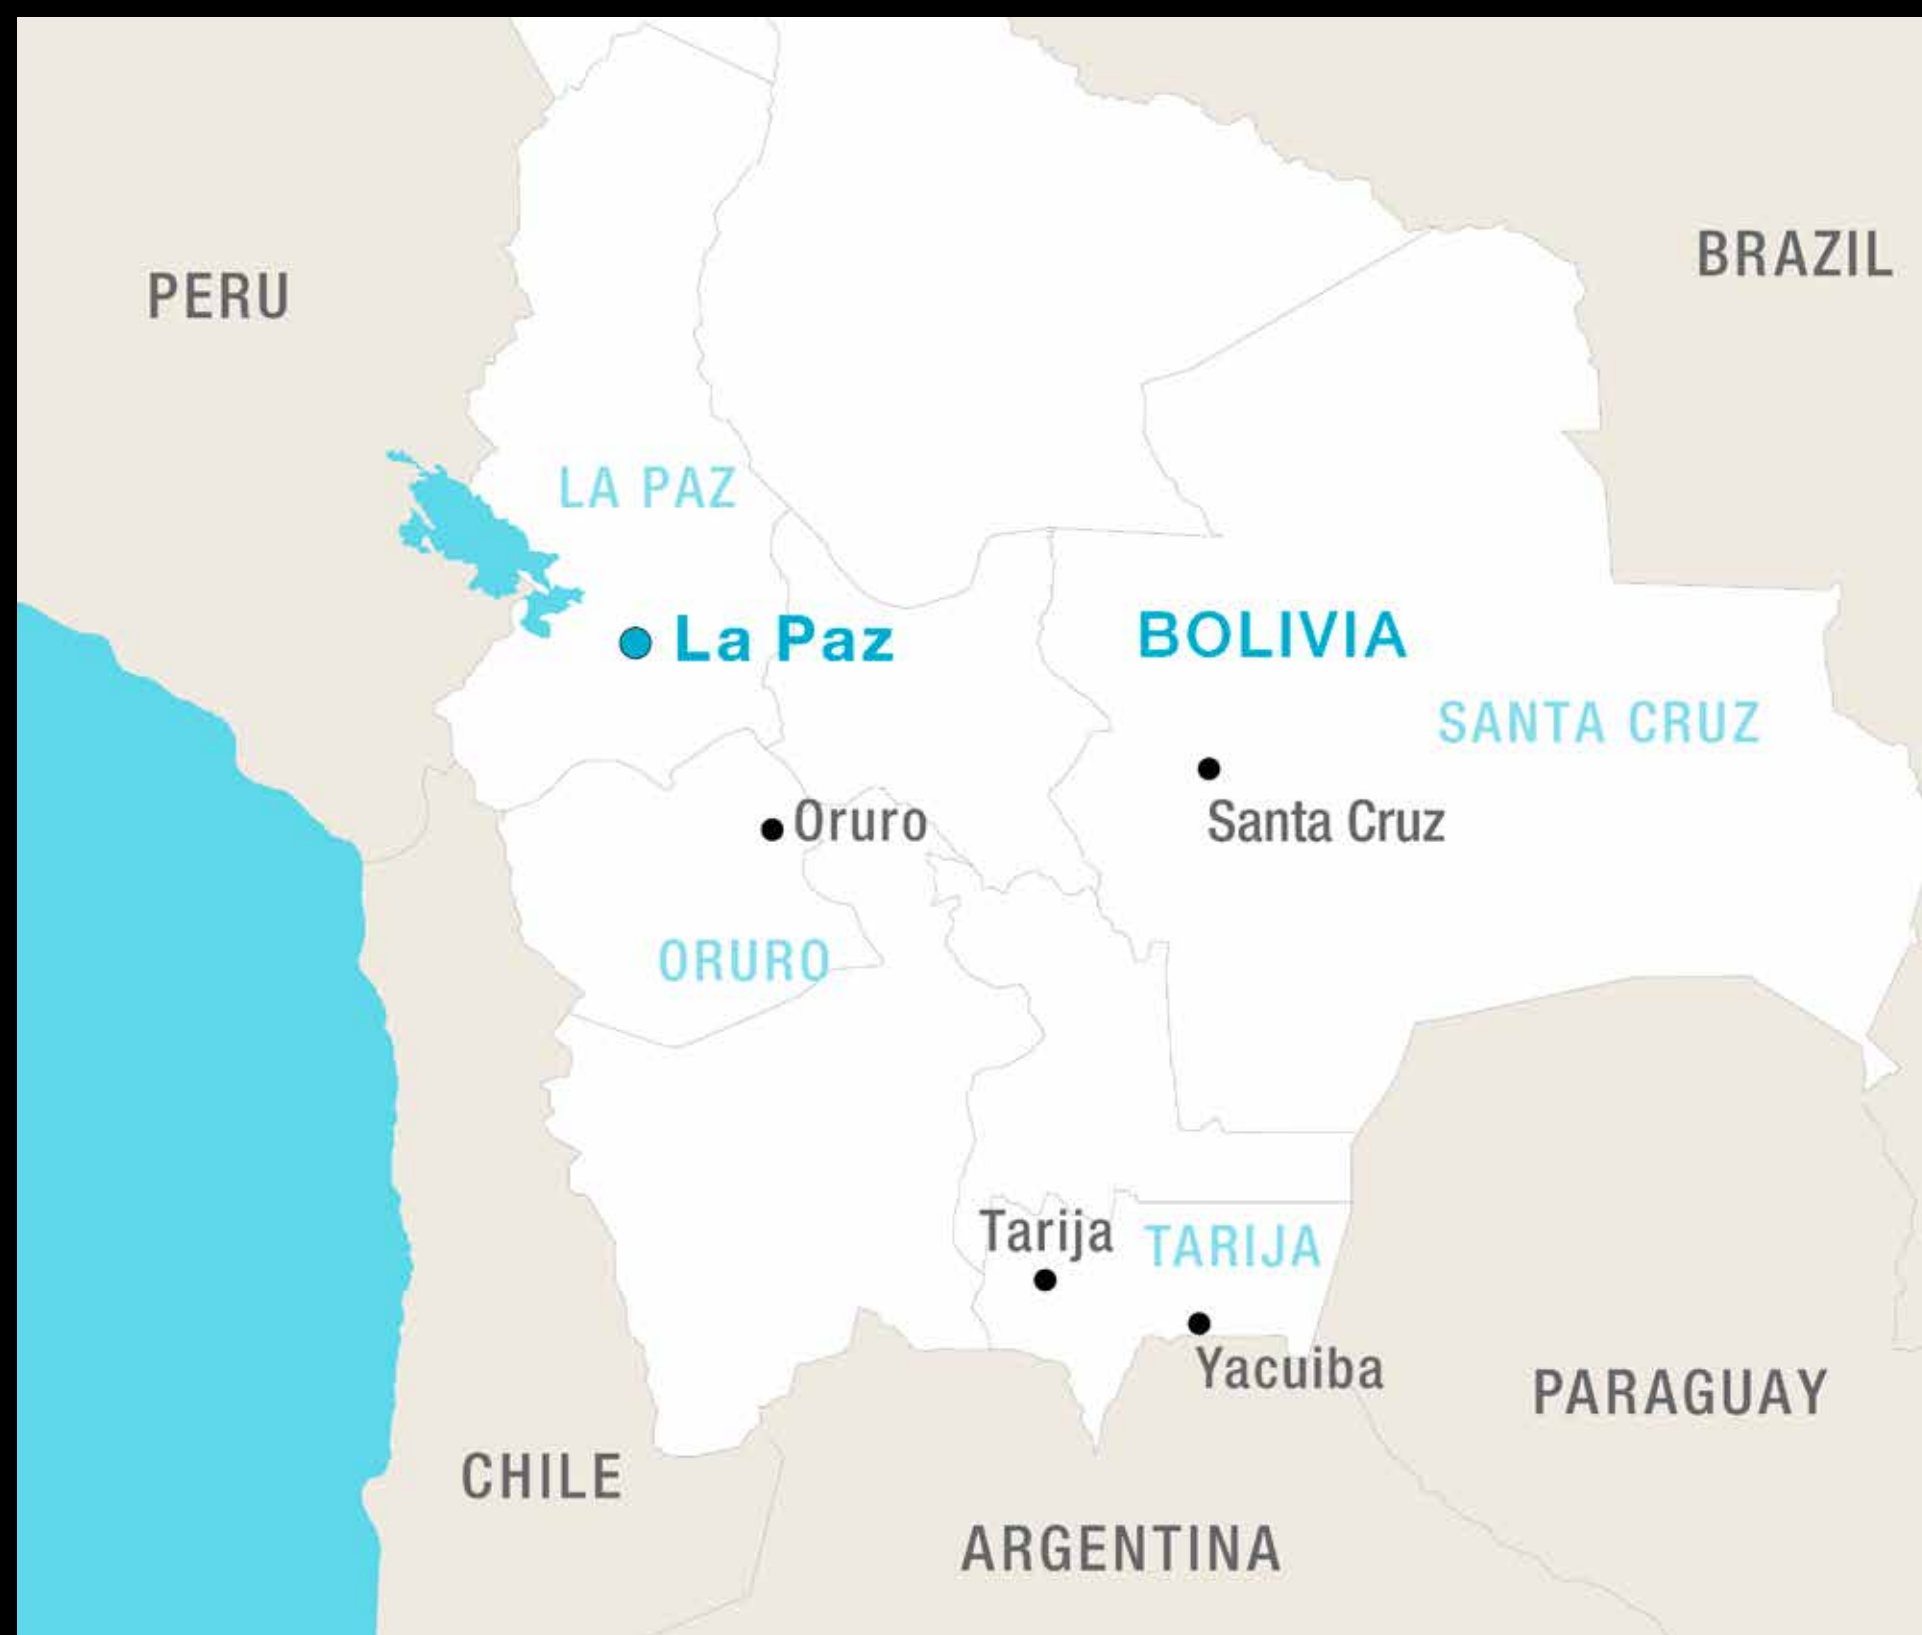 BRAZIL
PERU
LA PAZ
La Paz
BOLIVIA
SANTA CRUZ
Oruro
Santa Cruz
ORURO
Tarija
TARIJA
Yacuiba
PARAGUAY
CHILE
ARGENTINA